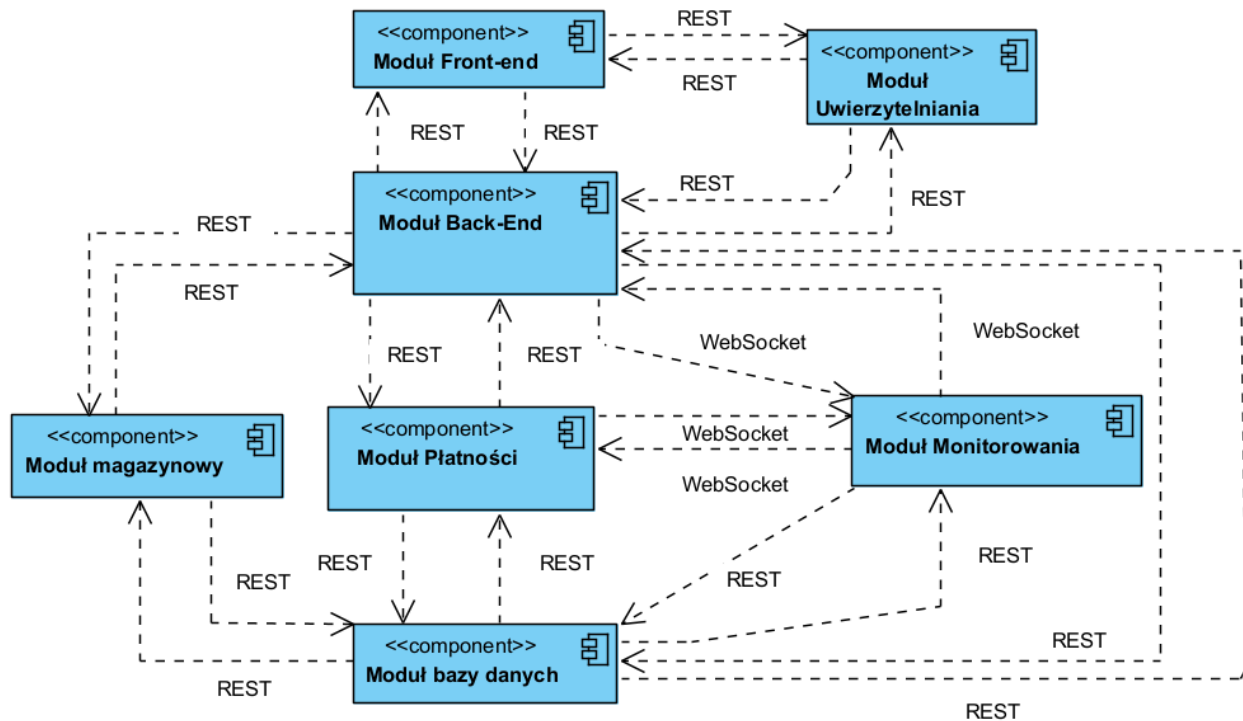 REST
<<component>>
Moduł Front-end
<<component>>
Moduł
Uwierzytelniania
REST
REST
REST
REST
REST
<<component>>
Moduł Back-End
REST
REST
WebSocket
WebSocket
REST
REST
<<component>>
Moduł magazynowy
<<component>>
Moduł Płatności
WebSocket
<<component>>
Moduł Monitorowania
WebSocket
REST
REST
REST
REST
REST
<<component>>
Moduł bazy danych
REST
REST
REST